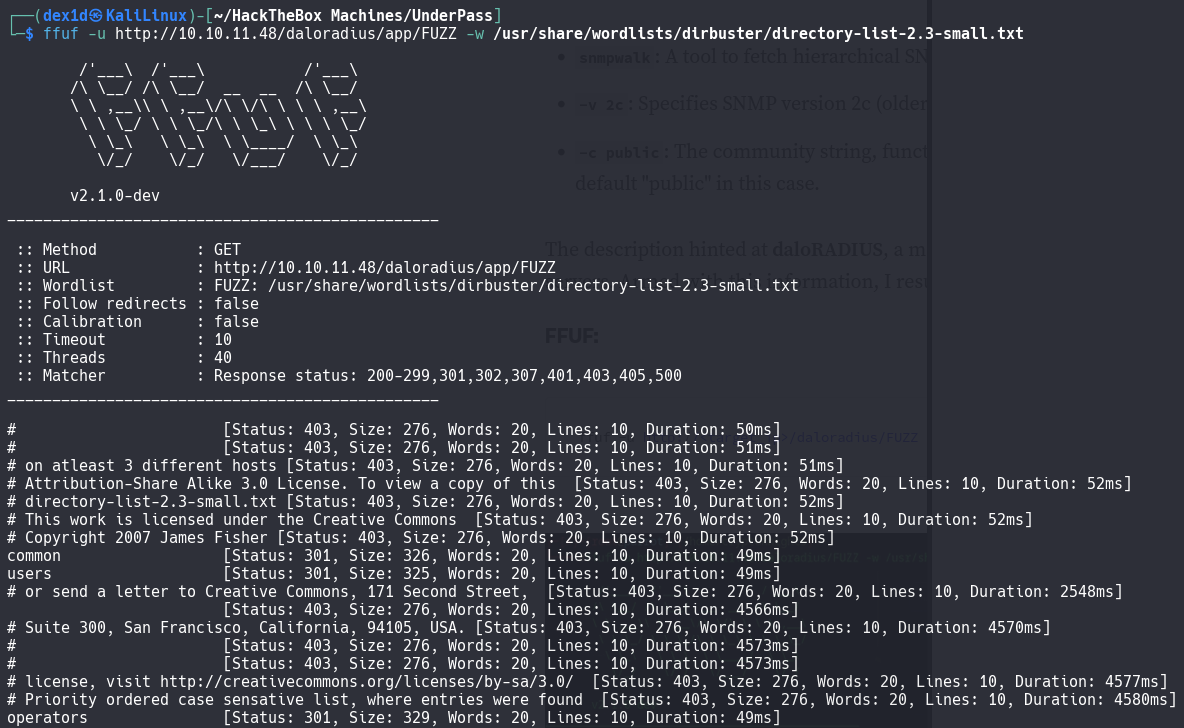 ┌──(dex1d㉿KaliLinux)-[~/HackTheBox Machines/UnderPass]
└─$ ffuf -u http://10.10.11.48/daloradius/app/FUZZ -w /usr/share/wordlists/dirbuster/directory-list-2.3-small.txt
snmpwalk: A tool to fetch hierarchical SN
-v 2c: Specifies SNMP version 2c (older
-c public: The community string, funct
default "public" in this case.
v2.1.0-dev
________________________________________________
The description hinted at daloRADIUS, a m
:: Method : GET
:: URL : http://10.10.11.48/daloradius/app/FUZZ
:: Wordlist : FUZZ: /usr/share/wordlists/dirbuster/directory-list-2.3-small.txt
:: Follow redirects : false
:: Calibration : false
:: Timeout : 10
:: Threads : 40
:: Matcher : Response status: 200-299,301,302,307,401,403,405,500
FFUF:
________________________________________________
# [Status: 403, Size: 276, Words: 20, Lines: 10, Duration: 50ms]
# [Status: 403, Size: 276, Words: 20, Lines: 10, Duration: 51ms]
# on atleast 3 different hosts [Status: 403, Size: 276, Words: 20, Lines: 10, Duration: 51ms]
# Attribution-Share Alike 3.0 License. To view a copy of this [Status: 403, Size: 276, Words: 20, Lines: 10, Duration: 52ms]
# directory-list-2.3-small.txt [Status: 403, Size: 276, Words: 20, Lines: 10, Duration: 52ms]
# This work is licensed under the Creative Commons [Status: 403, Size: 276, Words: 20, Lines: 10, Duration: 52ms]
# Copyright 2007 James Fisher [Status: 403, Size: 276, Words: 20, Lines: 10, Duration: 52ms]
common [Status: 301, Size: 326, Words: 20, Lines: 10, Duration: 49ms]
users [Status: 301, Size: 325, Words: 20, Lines: 10, Duration: 49ms]
# or send a letter to Creative Commons, 171 Second Street, [Status: 403, Size: 276, Words: 20, Lines: 10, Duration: 2548ms]
[Status: 403, Size: 276, Words: 20, Lines: 10, Duration: 4566ms]
# Suite 300, San Francisco, California, 94105, USA. [Status: 403, Size: 276, Words: 20, Lines: 10, Duration: 4570ms]
# [Status: 403, Size: 276, Words: 20, Lines: 10, Duration: 4573ms]
# [Status: 403, Size: 276, Words: 20, Lines: 10, Duration: 4573ms]
# license, visit http://creativecommons.org/licenses/by-sa/3.0/ [Status: 403, Size: 276, Words: 20, Lines: 10, Duration: 4577ms]
# Priority ordered case sensative list, where entries were found [Status: 403, Size: 276, Words: 20, Lines: 10, Duration: 4580ms]
operators [Status: 301, Size: 329, Words: 20, Lines: 10, Duration: 49ms]